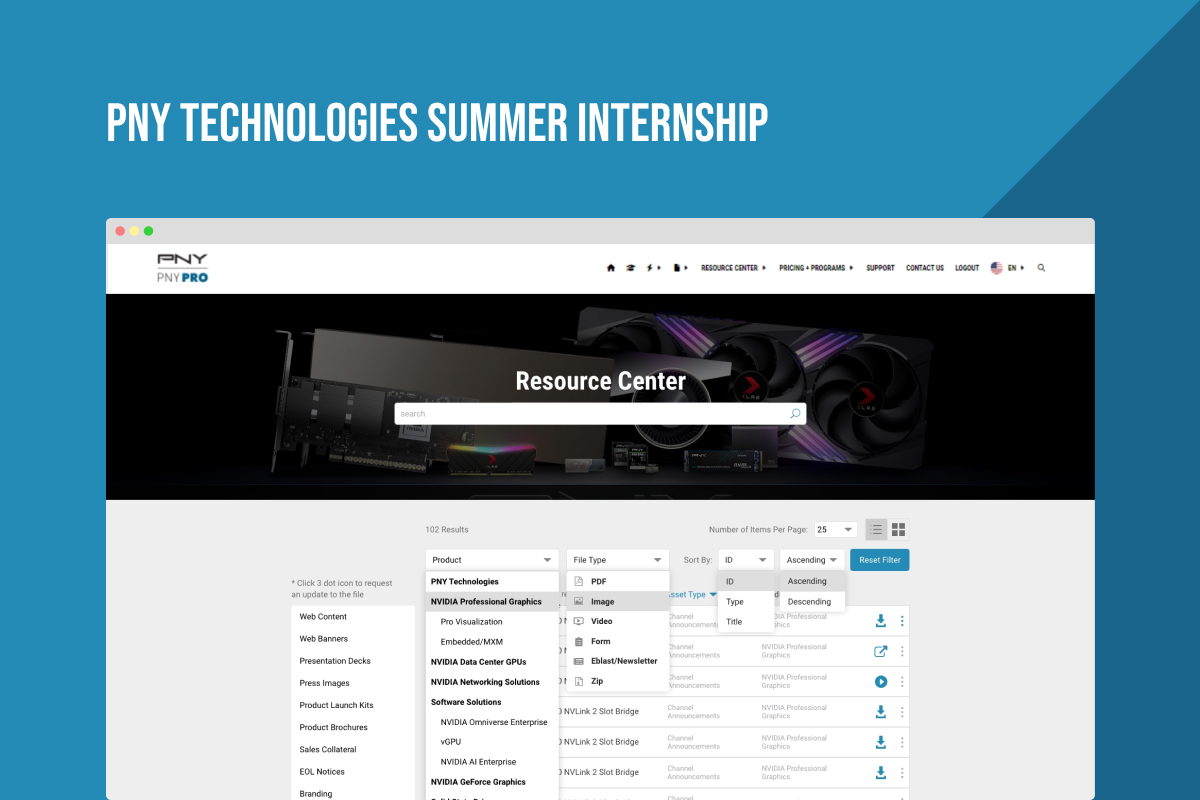 PNY TECHNOLOGIES SUMMER INTERNSHIP
PNY
PNY PRO
RESOURCE CENTER
PRICING + PROGRAMS
SUPPORT
CONTACT US
LOGOUT
EN
Resource Center
search
102 Results
Number of Items Per Page: 25
Product
File Type
Sort By: ID
Ascending
Reset Filter
* Click 3 dot icon to request
an update to the file
Web Content
Web Banners
Presentation Decks
Press Images
Product Launch Kits
Product Brochures
Sales Collateral
EOL Notices
Branding
PNY Technologies
NVIDIA Professional Graphics
Pro Visualization
Embedded/MXM
NVIDIA Data Center GPUs
NVIDIA Networking Solutions
Software Solutions
NVIDIA Omniverse Enterprise
vGPU
NVIDIA AI Enterprise
NVIDIA GeForce Graphics
PDF
Image
Video
Form
Eblast/Newsletter
Zip
ID
Type
Title
Ascending
Descending
sset Type
Channel
Announcements
NVIDIA Professional
Graphics
Channel
Announcements
NVIDIA Professional
Graphics
Channel
Announcements
NVIDIA Professional
Graphics
NVLink 2 Slot Bridge
Channel
Announcements
NVIDIA Professional
Graphics
NVLink 2 Slot Bridge
Channel
Announcements
NVIDIA Professional
Graphics
NVLink 2 Slot Bridge
Channel
Announcements
NVIDIA Professional
Graphics